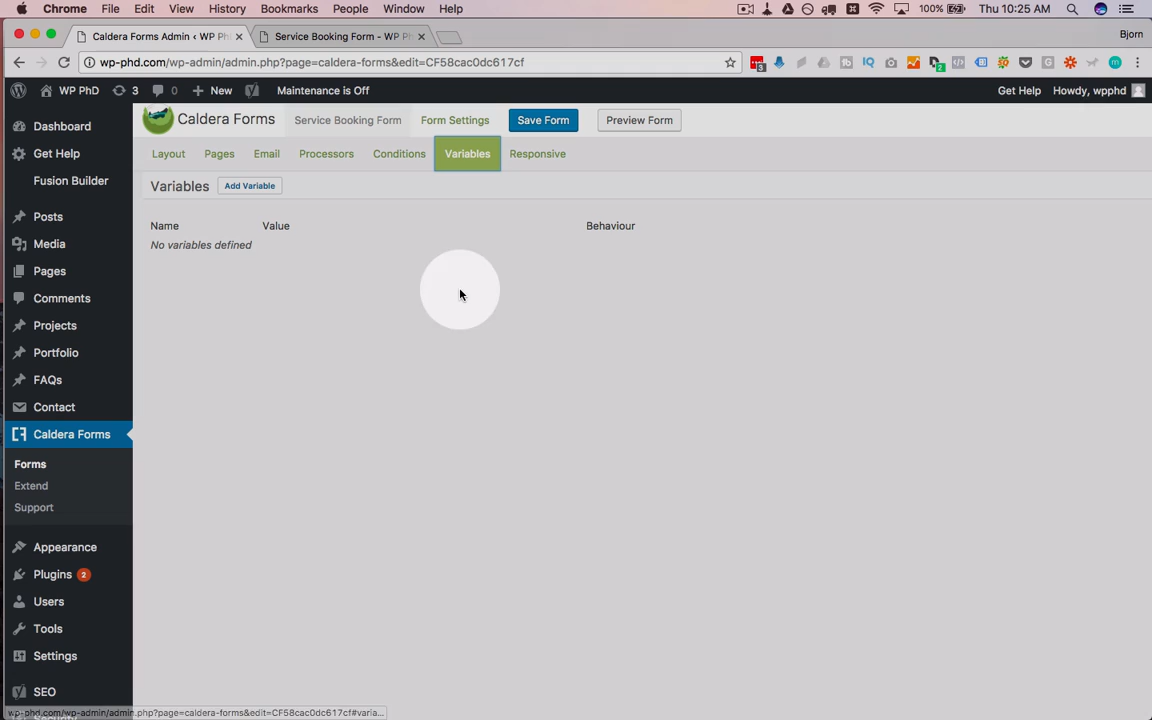 Chrome File Edit View History Bookmarks People Window Help 100% Thu 10:25 AM
Caldera Forms Admin ‹ WP Ph Service Booking Form - WP P Bjorn
wp-phd.com/wp-admin/admin.php?page=caldera-forms&edit=CF58cac0dc617cf
WP PhD 3 0 New Maintenance is Off Get Help Howdy, wpphd
Caldera Forms Service Booking Form Form Settings Save Form Preview Form
Layout Pages Email Processors Conditions Variables Responsive
Variables Add Variable
Name Value Behaviour
No variables defined
Dashboard
Get Help
Fusion Builder
Posts
Media
Pages
Comments
Projects
Portfolio
FAQs
Contact
Caldera Forms
Forms
Extend
Support
Appearance
Plugins 2
Users
Tools
Settings
SEO
wp-phd.com/wp-admin/admin.php?page=caldera-forms&edit=CF58cac0dc617cf#varia...